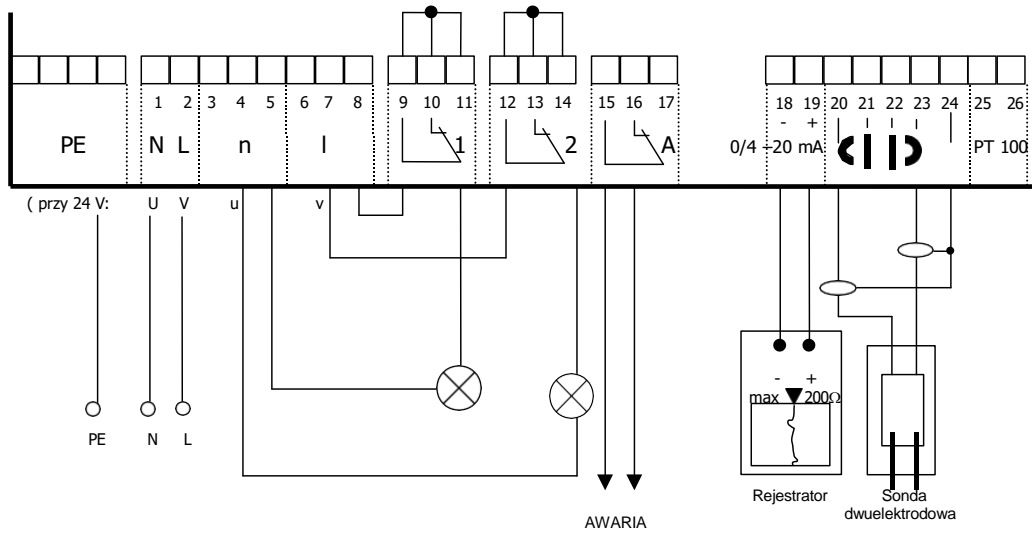 1 2 3 4 5 6 7 8 9 10 11 12 13 14 15 16 17 18 19 20 21 22 23 24 25 26
- +
PE N L n l 1 2 A 0/4 –20 mA PT 100
( przy 24 V: U V u v
- +
max 200Ω
PE N L
Rejestrator
Sonda
dwuelektrodowa
AWARIA